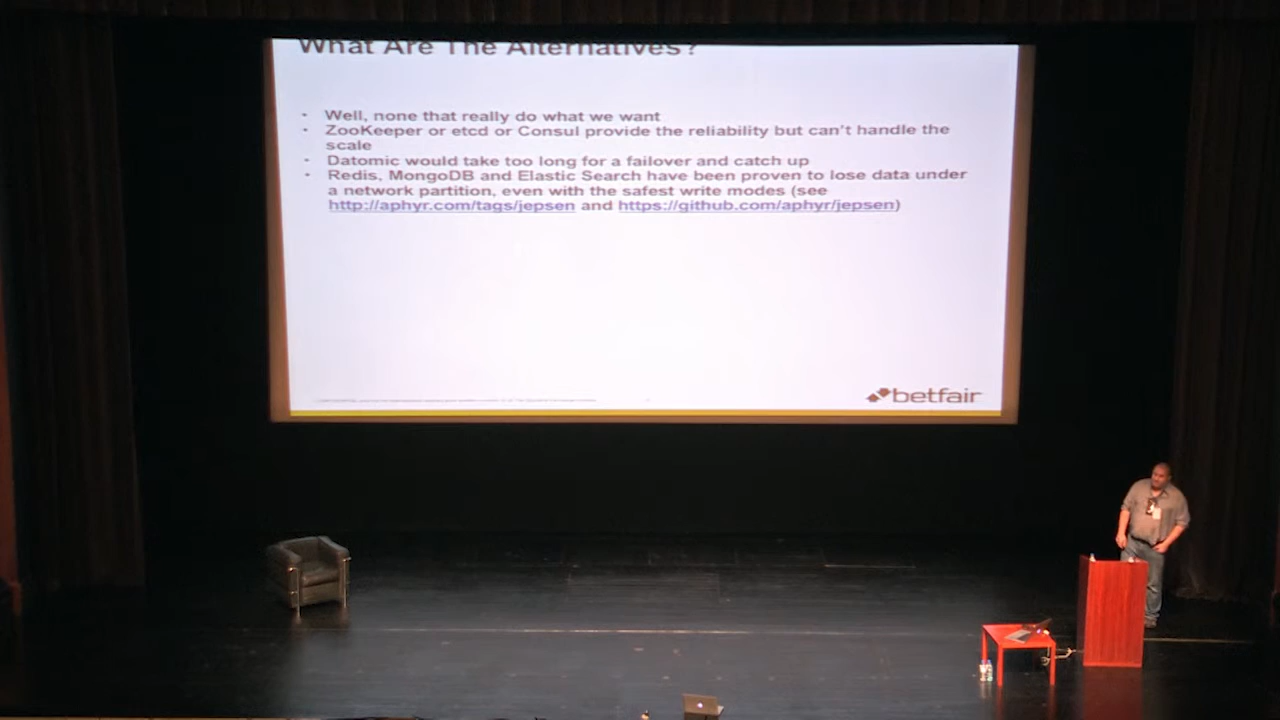 What Are The Alternatives?
• Well, none that really do what we want
• ZooKeeper or etcd or Consul provide the reliability but can't handle the
scale
• Datomic would take too long for a failover and catch up
• Redis, MongoDB and Elastic Search have been proven to lose data under
a network partition, even with the safest write modes (see
http://aphyr.com/tags/jepsen and https://github.com/aphyr/jepsen)
betfair